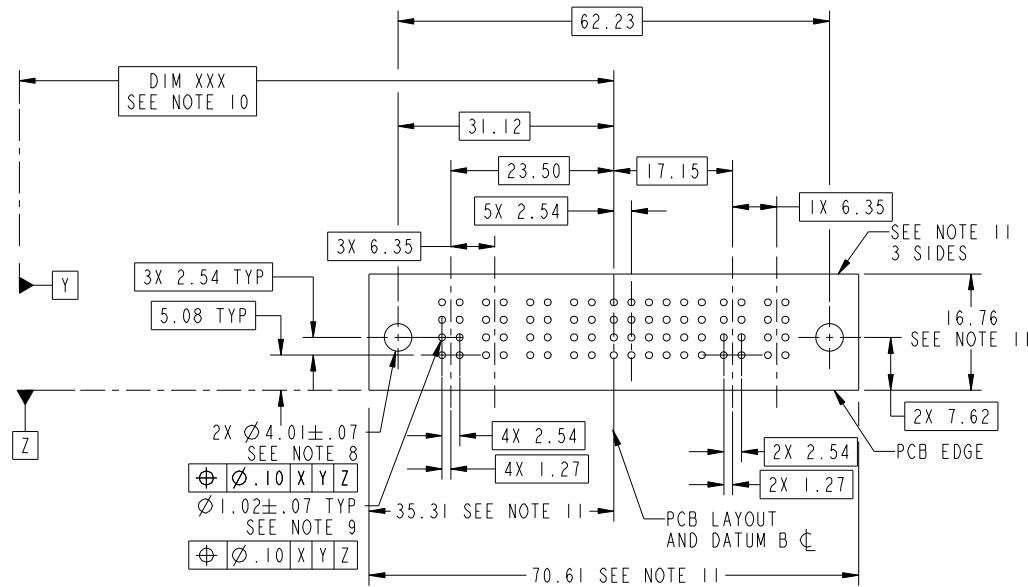 62.23
DIM XXX
SEE NOTE 10
31.12
23.50
17.15
5X 2.54
1X 6.35
3X 6.35
SEE NOTE 11
3 SIDES
3X 2.54 TYP
Y
5.08 TYP
16.76
SEE NOTE 11
2X 7.62
Z
2X Ø4.01±.07
SEE NOTE 8
⌖ Ø.10 X Y Z
4X 2.54
2X 2.54
PCB EDGE
4X 1.27
2X 1.27
Ø1.02±.07 TYP
SEE NOTE 9
⌖ Ø.10 X Y Z
35.31 SEE NOTE 11
PCB LAYOUT
AND DATUM B ℄
70.61 SEE NOTE 11